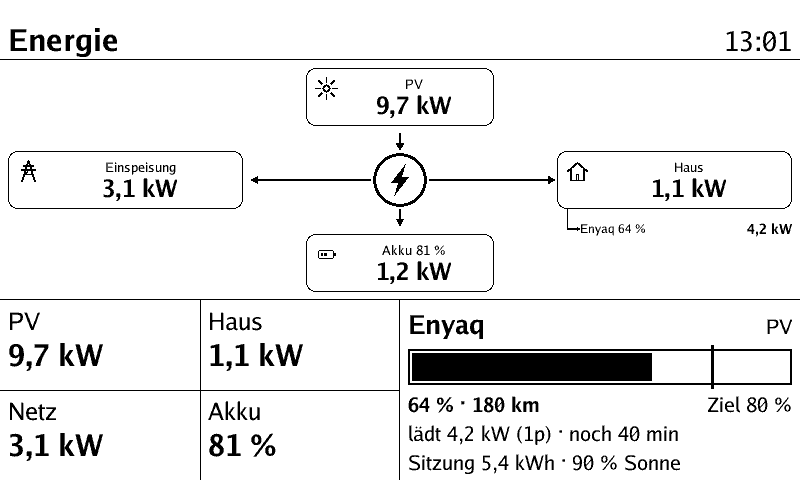 Energie
13:01
PV
9,7 kW
Einspeisung
3,1 kW
Haus
1,1 kW
Enyaq 64 % 4,2 kW
Akku 81 %
1,2 kW
PV
9,7 kW
Haus
1,1 kW
Netz
3,1 kW
Akku
81 %
Enyaq PV
64 % · 180 km Ziel 80 %
lädt 4,2 kW (1p) · noch 40 min
Sitzung 5,4 kWh · 90 % Sonne